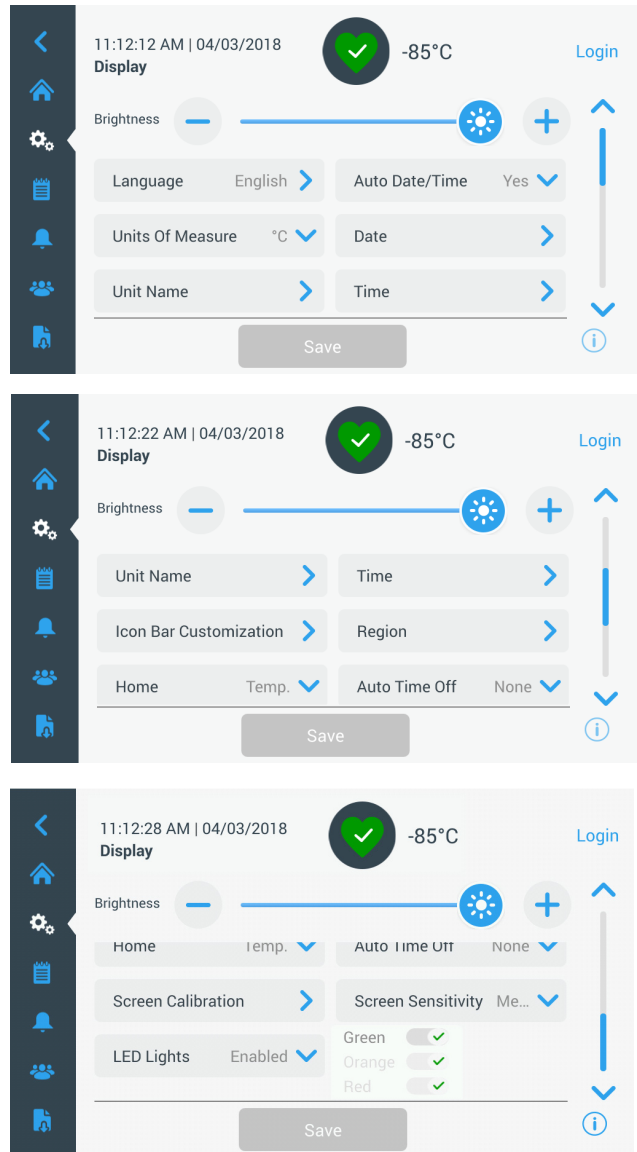 11:12:12 AM | 04/03/2018
Display
-85°C
Login
Brightness
Language English
Auto Date/Time Yes
Units Of Measure °C
Date
Unit Name
Time
Save
11:12:22 AM | 04/03/2018
Display
-85°C
Login
Brightness
Unit Name
Time
Icon Bar Customization
Region
Home Temp.
Auto Time Off None
Save
11:12:28 AM | 04/03/2018
Display
-85°C
Login
Brightness
Home Temp.
Auto Time Off None
Screen Calibration
Screen Sensitivity Me...
LED Lights Enabled
Green
Orange
Red
Save